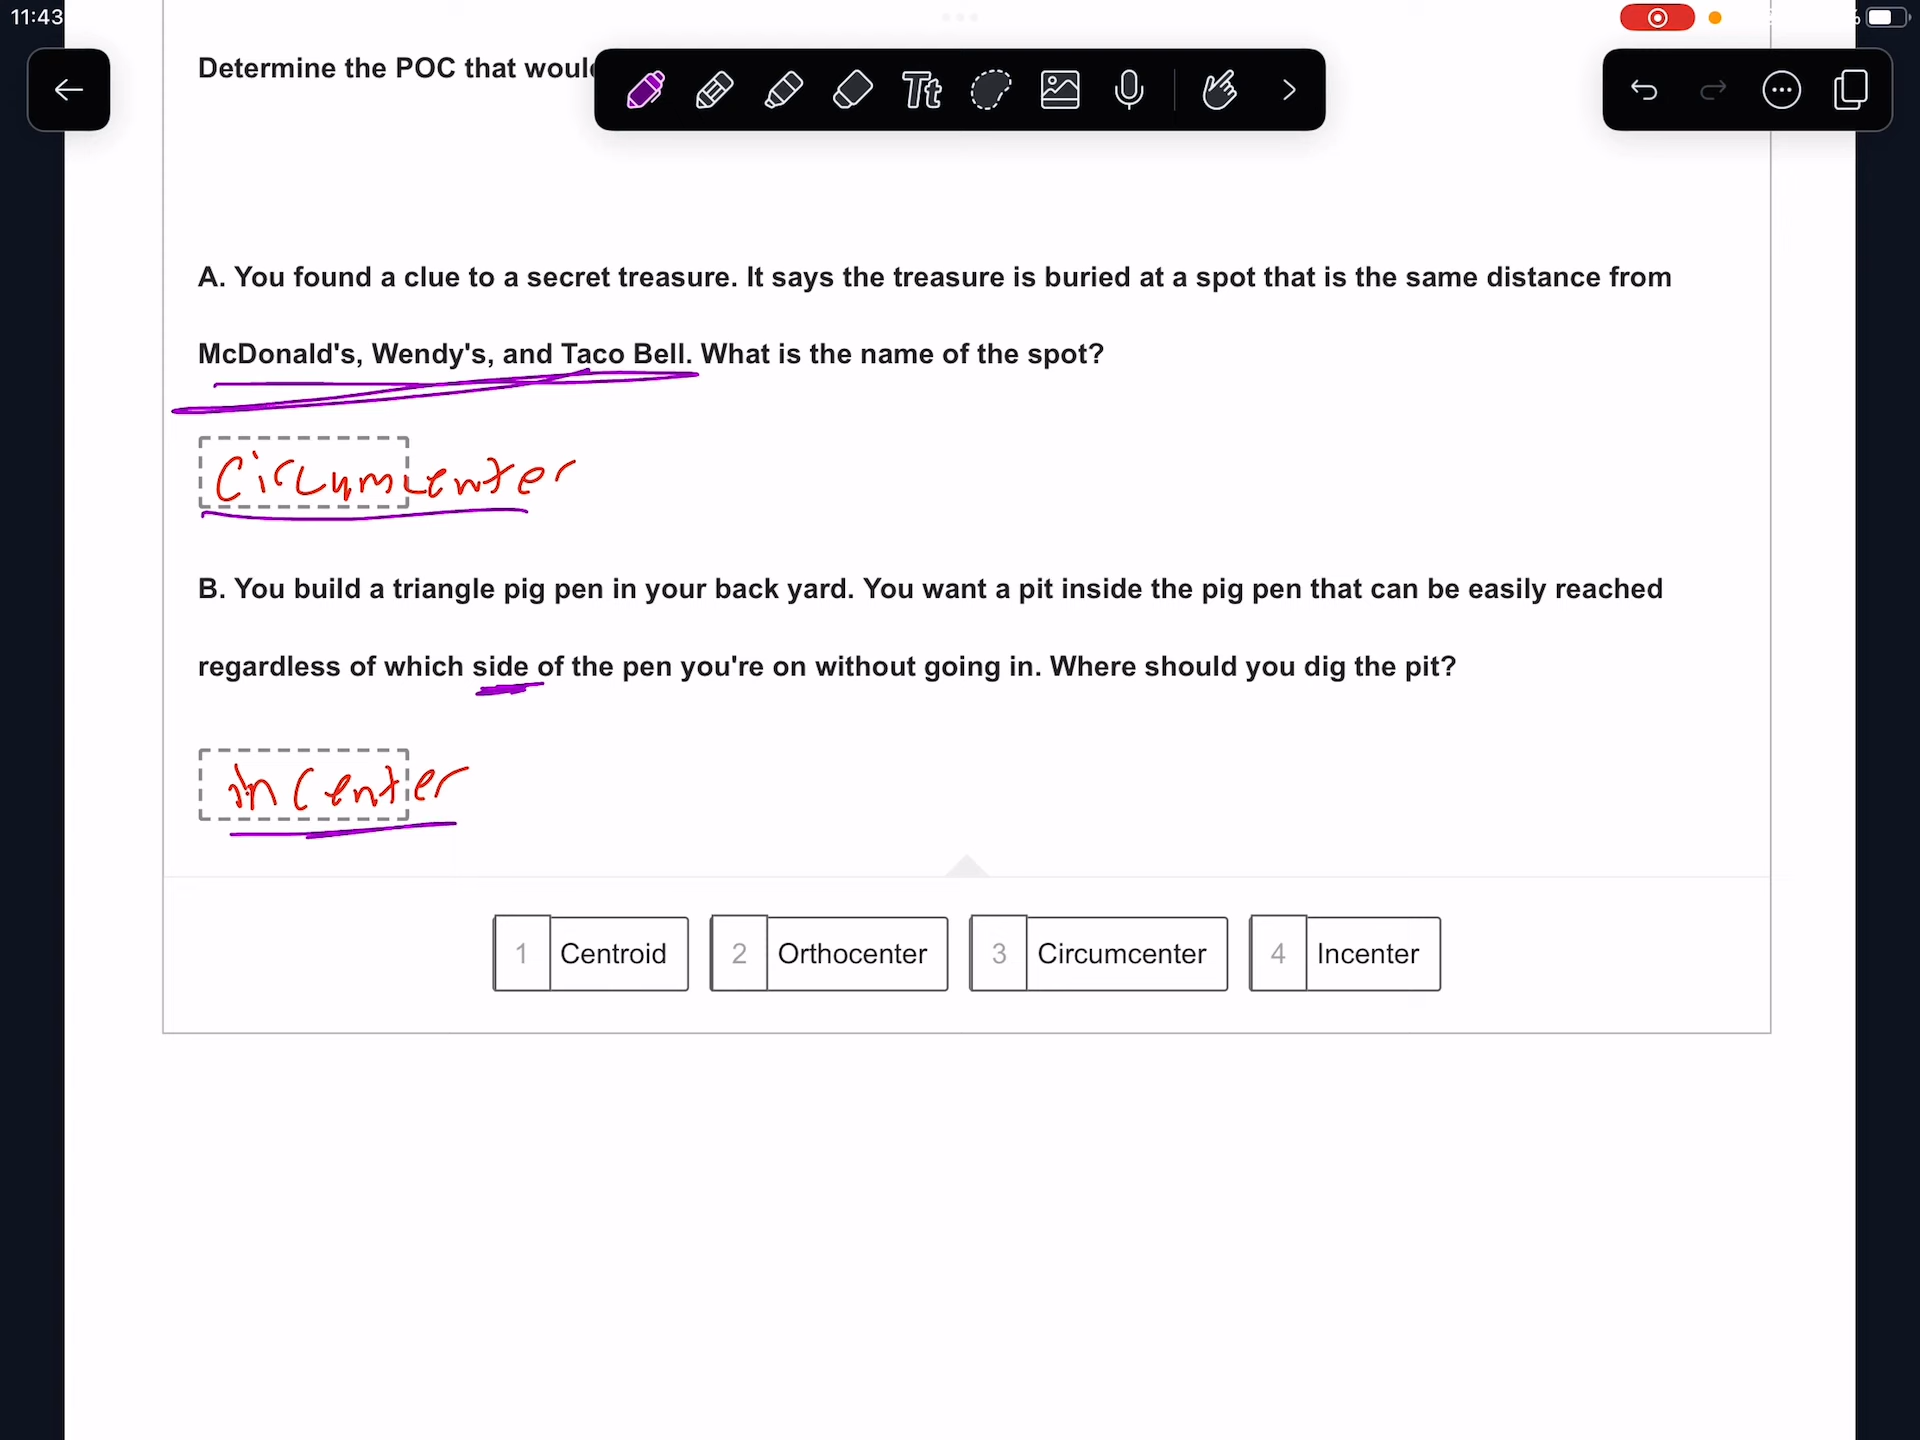 11:43
Determine the POC that would
Tt
A. You found a clue to a secret treasure. It says the treasure is buried at a spot that is the same distance from
McDonald's, Wendy's, and Taco Bell. What is the name of the spot?
Circumcenter
B. You build a triangle pig pen in your back yard. You want a pit inside the pig pen that can be easily reached
regardless of which side of the pen you're on without going in. Where should you dig the pit?
incenter
1 Centroid 2 Orthocenter 3 Circumcenter 4 Incenter